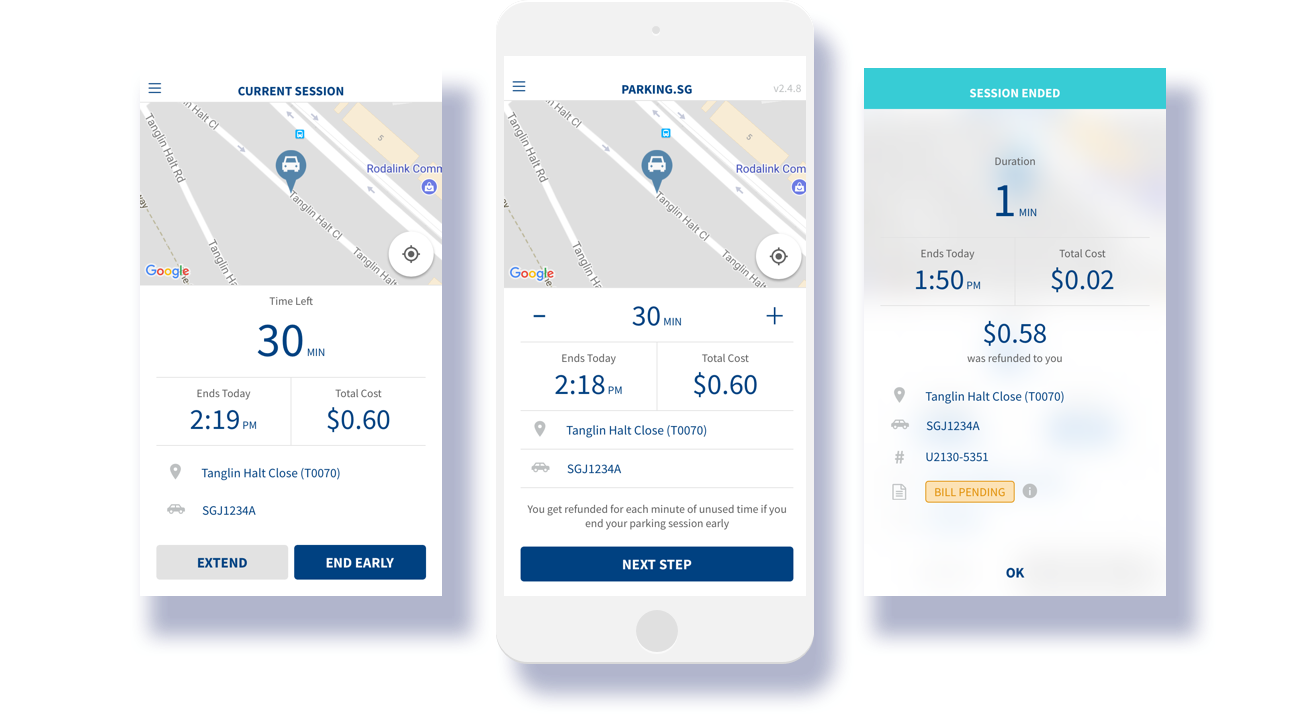 CURRENT SESSION
Tanglin Halt Rd
Halt Cl
5
Rodalink Comm
Tanglin Halt Cl
Tanglin Hal
Tanglin H
Google
Time Left
30 MIN
Ends Today
2:19 PM
Total Cost
$0.60
Tanglin Halt Close (T0070)
SGJ1234A
EXTEND
END EARLY
PARKING.SG
v2.4.8
Tanglin Halt Rd
Halt Cl
5
Rodalink Com
Tanglin Halt Cl
Tanglin Ha
Tanglin H
Google
- 30 MIN +
Ends Today
2:18 PM
Total Cost
$0.60
Tanglin Halt Close (T0070)
SGJ1234A
You get refunded for each minute of unused time if you
end your parking session early
NEXT STEP
SESSION ENDED
Duration
1 MIN
Ends Today
1:50 PM
Total Cost
$0.02
$0.58
was refunded to you
Tanglin Halt Close (T0070)
SGJ1234A
# U2130-5351
BILL PENDING
OK